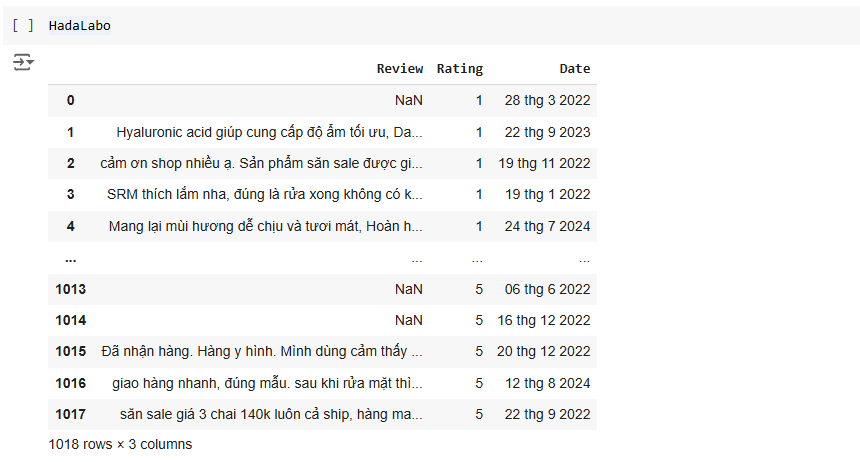 [ ] HadaLabo
Review Rating Date
0 NaN 1 28 thg 3 2022
1 Hyaluronic acid giúp cung cấp độ ẩm tối ưu, Da... 1 22 thg 9 2023
2 cảm ơn shop nhiều ạ. Sản phẩm săn sale được gi... 1 19 thg 11 2022
3 SRM thích lắm nha, đúng là rửa xong không có k... 1 19 thg 1 2022
4 Mang lại mùi hương dễ chịu và tươi mát, Hoàn h... 1 24 thg 7 2024
... ... ... ...
1013 NaN 5 06 thg 6 2022
1014 NaN 5 16 thg 12 2022
1015 Đã nhận hàng. Hàng y hình. Mình dùng cảm thấy ... 5 20 thg 12 2022
1016 giao hàng nhanh, đúng mẫu. sau khi rửa mặt thì... 5 12 thg 8 2024
1017 săn sale giá 3 chai 140k luôn cả ship, hàng ma... 5 22 thg 9 2022
1018 rows × 3 columns